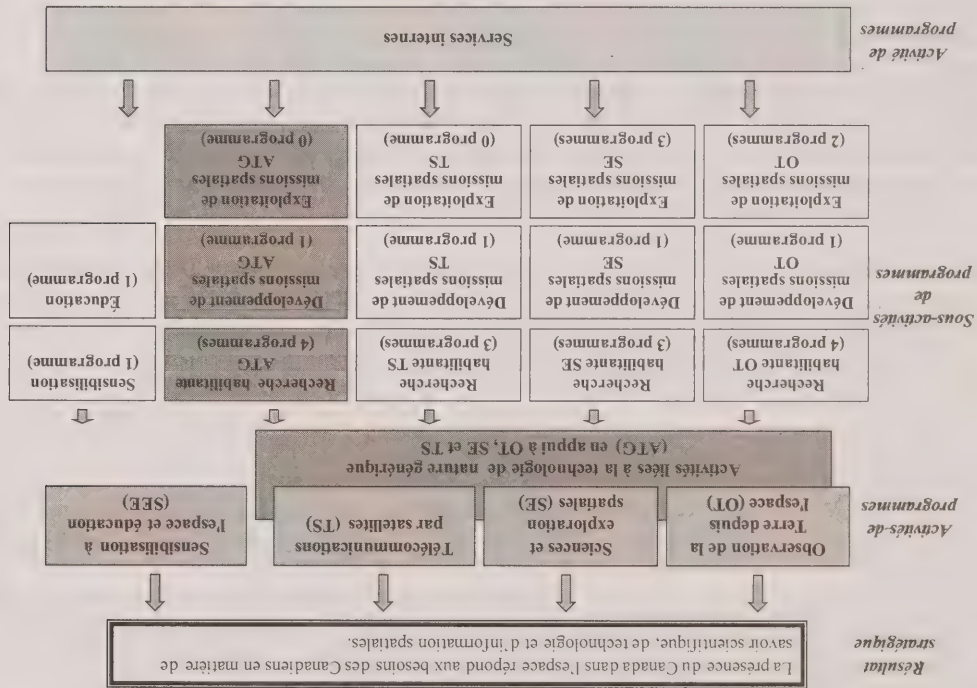 Résultat
stratégique
La présence du Canada dans l'espace répond aux besoins des Canadiens en matière de
savoir scientifique, de technologie et d'information spatiales.
Activités-de-
programmes
Observation de la
Terre depuis
l'espace (OT)
Sciences et
exploration
spatiales (SE)
Télécommunications
par satellites (TS)
Sensibilisation à
l'espace et éducation
(SEE)
Activités liées à la technologie de nature générique
(ATG) en appui à OT, SE et TS
Sous-activités
de
programmes
Recherche
habilitante OT
(4 programmes)
Recherche
habilitante SE
(3 programmes)
Recherche
habilitante TS
(3 programmes)
Recherche habilitante
ATG
(4 programmes)
Sensibilisation
(1 programme)
Développement de
missions spatiales
OT
(1 programme)
Développement de
missions spatiales
SE
(1 programme)
Développement de
missions spatiales
TS
(1 programme)
Développement de
missions spatiales
ATG
(1 programme)
Éducation
(1 programme)
Exploitation de
missions spatiales
OT
(2 programmes)
Exploitation de
missions spatiales
SE
(3 programmes)
Exploitation de
missions spatiales
TS
(0 programme)
Exploitation de
missions spatiales
ATG
(0 programme)
Activité de
programmes
Services internes